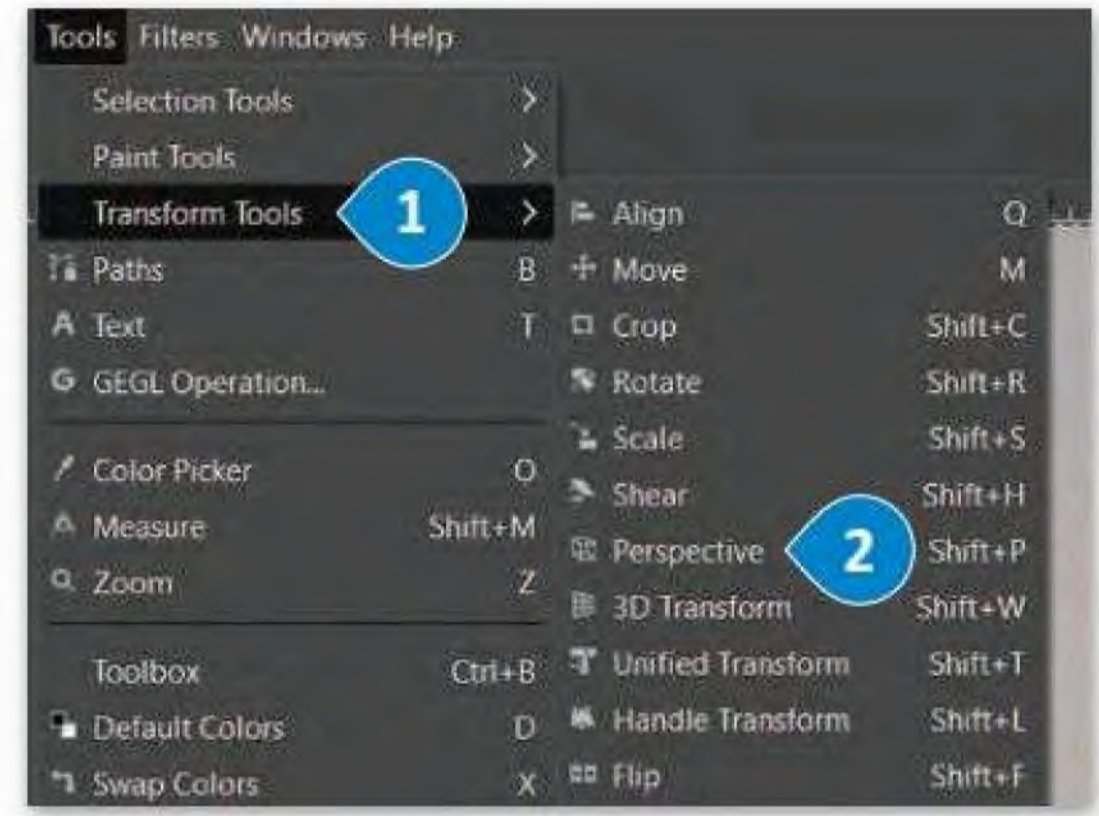 Tools Filters Windows Help
Selection Tools >
Paint Tools >
Transform Tools 1 >
Paths B
A Text T
G GEGL Operation...
Color Picker O
Measure Shift+M
Zoom Z
Toolbox Ctrl+B
Default Colors D
Swap Colors X
Align Q
Move M
Crop Shift+C
Rotate Shift+R
Scale Shift+S
Shear Shift+H
Perspective 2 Shift+P
3D Transform Shift+W
Unified Transform Shift+T
Handle Transform Shift+L
Flip Shift+F